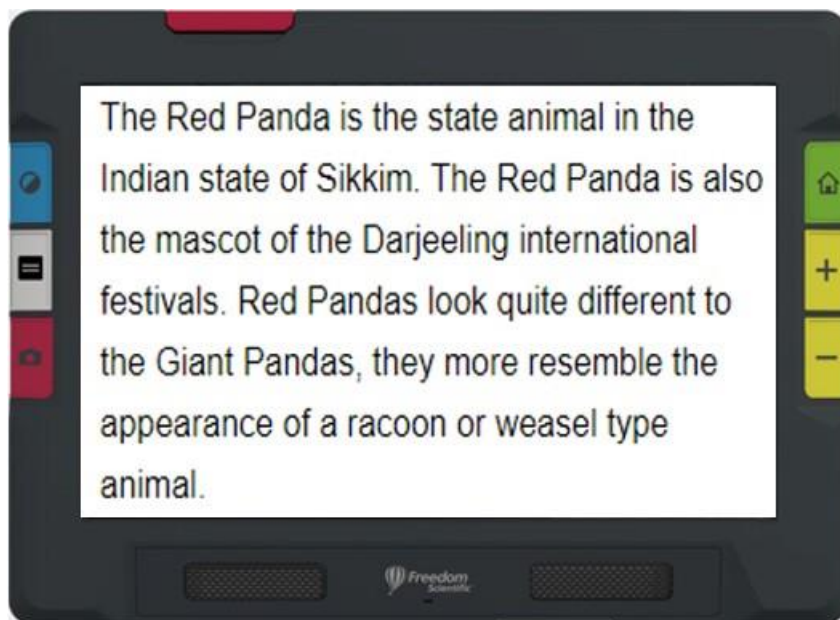 The Red Panda is the state animal in the
Indian state of Sikkim. The Red Panda is also
the mascot of the Darjeeling international
festivals. Red Pandas look quite different to
the Giant Pandas, they more resemble the
appearance of a racoon or weasel type
animal.
Freedom
Scientific